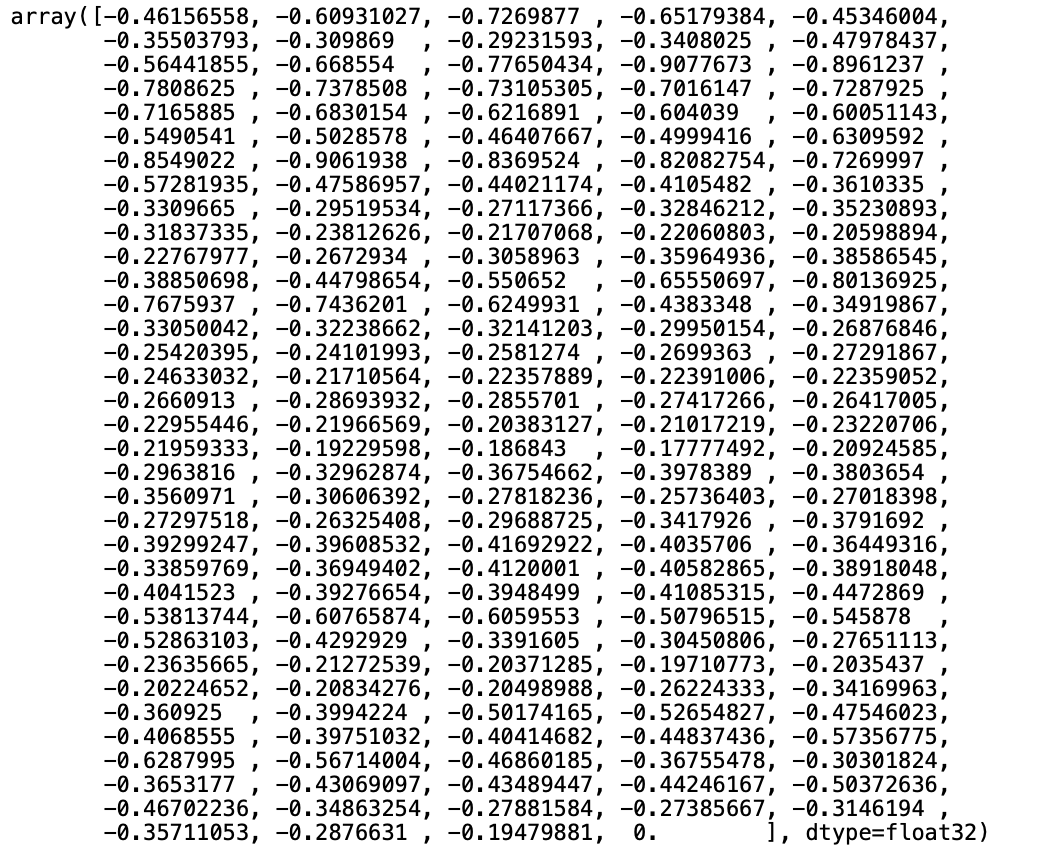 array([-0.46156558, -0.60931027, -0.7269877 , -0.65179384, -0.45346004,
       -0.35503793, -0.309869  , -0.29231593, -0.3408025 , -0.47978437,
       -0.56441855, -0.668554  , -0.77650434, -0.9077673 , -0.8961237 ,
       -0.7808625 , -0.7378508 , -0.73105305, -0.7016147 , -0.7287925 ,
       -0.7165885 , -0.6830154 , -0.6216891 , -0.604039  , -0.60051143,
       -0.5490541 , -0.5028578 , -0.46407667, -0.4999416 , -0.6309592 ,
       -0.8549022 , -0.9061938 , -0.8369524 , -0.82082754, -0.7269997 ,
       -0.57281935, -0.47586957, -0.44021174, -0.4105482 , -0.3610335 ,
       -0.3309665 , -0.29519534, -0.27117366, -0.32846212, -0.35230893,
       -0.31837335, -0.23812626, -0.21707068, -0.22060803, -0.20598894,
       -0.22767977, -0.2672934 , -0.3058963 , -0.35964936, -0.38586545,
       -0.38850698, -0.44798654, -0.550652  , -0.65550697, -0.80136925,
       -0.7675937 , -0.7436201 , -0.6249931 , -0.4383348 , -0.34919867,
       -0.33050042, -0.32238662, -0.32141203, -0.29950154, -0.26876846,
       -0.25420395, -0.24101993, -0.2581274 , -0.2699363 , -0.27291867,
       -0.24633032, -0.21710564, -0.22357889, -0.22391006, -0.22359052,
       -0.2660913 , -0.28693932, -0.2855701 , -0.27417266, -0.26417005,
       -0.22955446, -0.21966569, -0.20383127, -0.21017219, -0.23220706,
       -0.21959333, -0.19229598, -0.186843  , -0.17777492, -0.20924585,
       -0.2963816 , -0.32962874, -0.36754662, -0.3978389 , -0.3803654 ,
       -0.3560971 , -0.30606392, -0.27818236, -0.25736403, -0.27018398,
       -0.27297518, -0.26325408, -0.29688725, -0.3417926 , -0.3791692 ,
       -0.39299247, -0.39608532, -0.41692922, -0.4035706 , -0.36449316,
       -0.33859769, -0.36949402, -0.4120001 , -0.40582865, -0.38918048,
       -0.4041523 , -0.39276654, -0.3948499 , -0.41085315, -0.4472869 ,
       -0.53813744, -0.60765874, -0.6059553 , -0.50796515, -0.545878  ,
       -0.52863103, -0.4292929 , -0.3391605 , -0.30450806, -0.27651113,
       -0.23635665, -0.21272539, -0.20371285, -0.19710773, -0.2035437 ,
       -0.20224652, -0.20834276, -0.20498988, -0.26224333, -0.34169963,
       -0.360925  , -0.3994224 , -0.50174165, -0.52654827, -0.47546023,
       -0.4068555 , -0.39751032, -0.40414682, -0.44837436, -0.57356775,
       -0.6287995 , -0.56714004, -0.46860185, -0.36755478, -0.30301824,
       -0.3653177 , -0.43069097, -0.43489447, -0.44246167, -0.50372636,
       -0.46702236, -0.34863254, -0.27881584, -0.27385667, -0.3146194 ,
       -0.35711053, -0.2876631 , -0.19479881,  0.        ], dtype=float32)